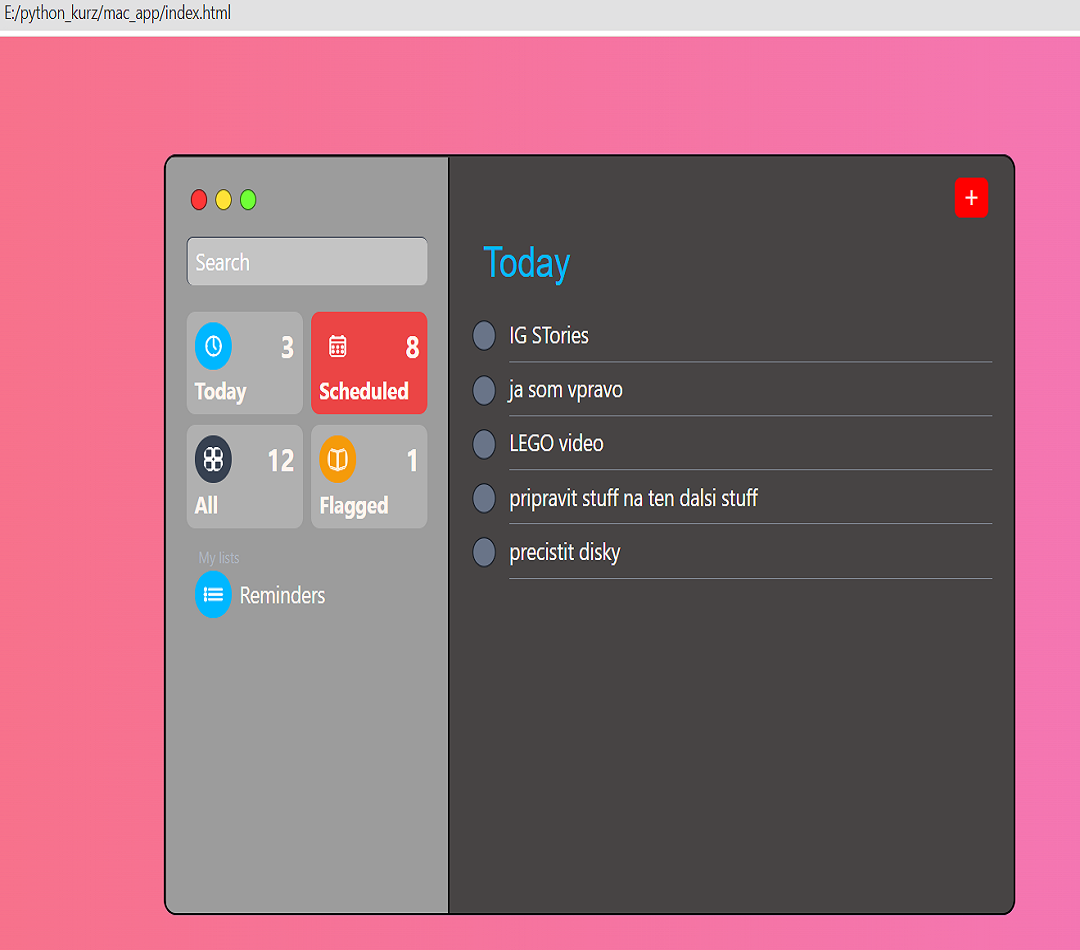 E:/python_kurz/mac_app/index.html
+
Search
Today
3
Today
8
Scheduled
12
All
1
Flagged
My lists
Reminders
IG STories
ja som vpravo
LEGO video
pripravit stuff na ten dalsi stuff
precistit disky